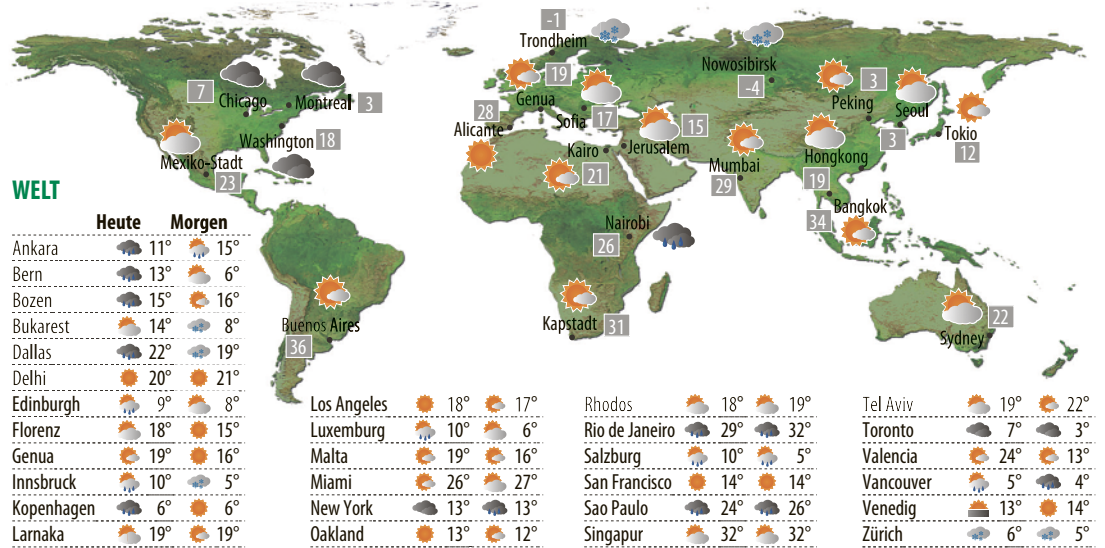 -1
Trondheim
Nowosibirsk
-4
7
Chicago
Montreal
3
19
Genua
28
Alicante
Sofia
17
3
Peking
Seoul
3
Tokio
12
Washington
18
Mexiko-Stadt
23
Kairo
21
Jerusalem
15
Mumbai
29
Hongkong
19
Bangkok
34
Nairobi
26
Buenos Aires
36
Kapstadt
31
Sydney
22
WELT
Heute Morgen
Ankara 11° 15°
Bern 13° 6°
Bozen 15° 16°
Bukarest 14° 8°
Dallas 22° 19°
Delhi 20° 21°
Edinburgh 9° 8°
Florenz 18° 15°
Genua 19° 16°
Innsbruck 10° 5°
Kopenhagen 6° 6°
Larnaka 19° 19°
Los Angeles 18° 17°
Luxemburg 10° 6°
Malta 19° 16°
Miami 26° 27°
New York 13° 13°
Oakland 13° 12°
Rhodos 18° 19°
Rio de Janeiro 29° 32°
Salzburg 10° 5°
San Francisco 14° 14°
Sao Paulo 24° 26°
Singapur 32° 32°
Tel Aviv 19° 22°
Toronto 7° 3°
Valencia 24° 13°
Vancouver 5° 4°
Venedig 13° 14°
Zürich 6° 5°